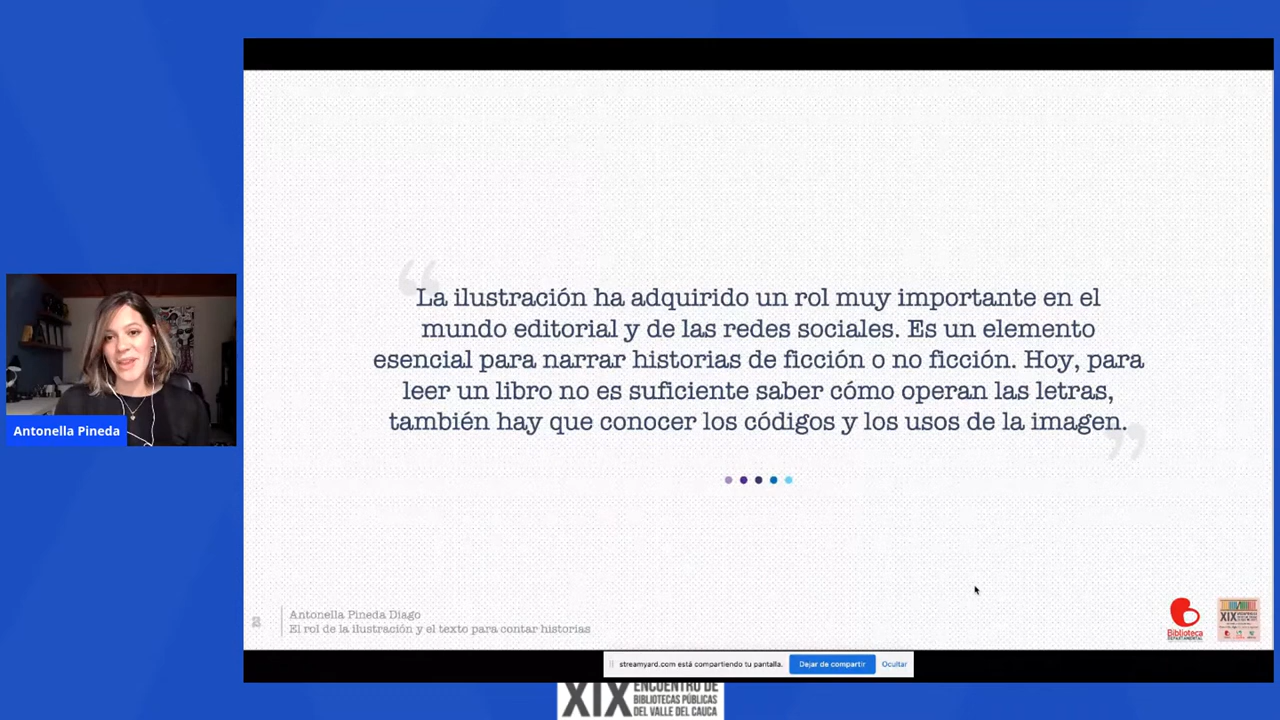 “
La ilustración ha adquirido un rol muy importante en el
mundo editorial y de las redes sociales. Es un elemento
esencial para narrar historias de ficción o no ficción. Hoy, para
leer un libro no es suficiente saber cómo operan las letras,
también hay que conocer los códigos y los usos de la imagen.
”
Antonella Pineda
2
Antonella Pineda Diago
El rol de la ilustración y el texto para contar historias
Biblioteca
DEPARTAMENTAL
XIX
streamyard.com está compartiendo tu pantalla.
Dejar de compartir
Ocultar
XIX ENCUENTRO DE
BIBLIOTECAS PÚBLICAS
DEL VALLE DEL CAUCA